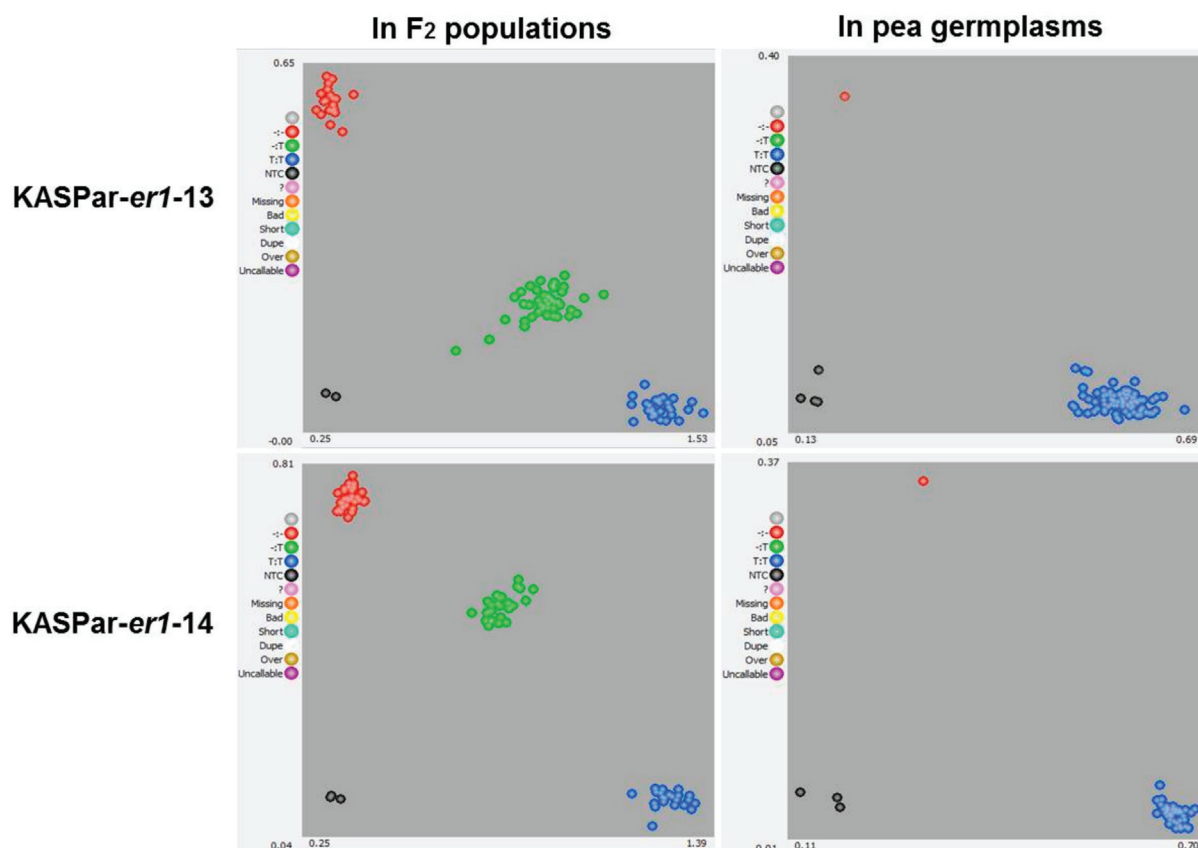 In F2 populations
In pea germplasms
KASPar-er1-13
0.65
-:-
-:T
T:T
NTC
?
Missing
Bad
Short
Dupe
Over
Uncallable
-0.00
0.25
1.53
0.40
-:-
-:T
T:T
NTC
?
Missing
Bad
Short
Dupe
Over
Uncallable
0.05
0.13
0.69
KASPar-er1-14
0.81
-:-
-:T
T:T
NTC
?
Missing
Bad
Short
Dupe
Over
Uncallable
0.04
0.25
1.39
0.37
-:-
-:T
T:T
NTC
?
Missing
Bad
Short
Dupe
Over
Uncallable
0.11
0.70